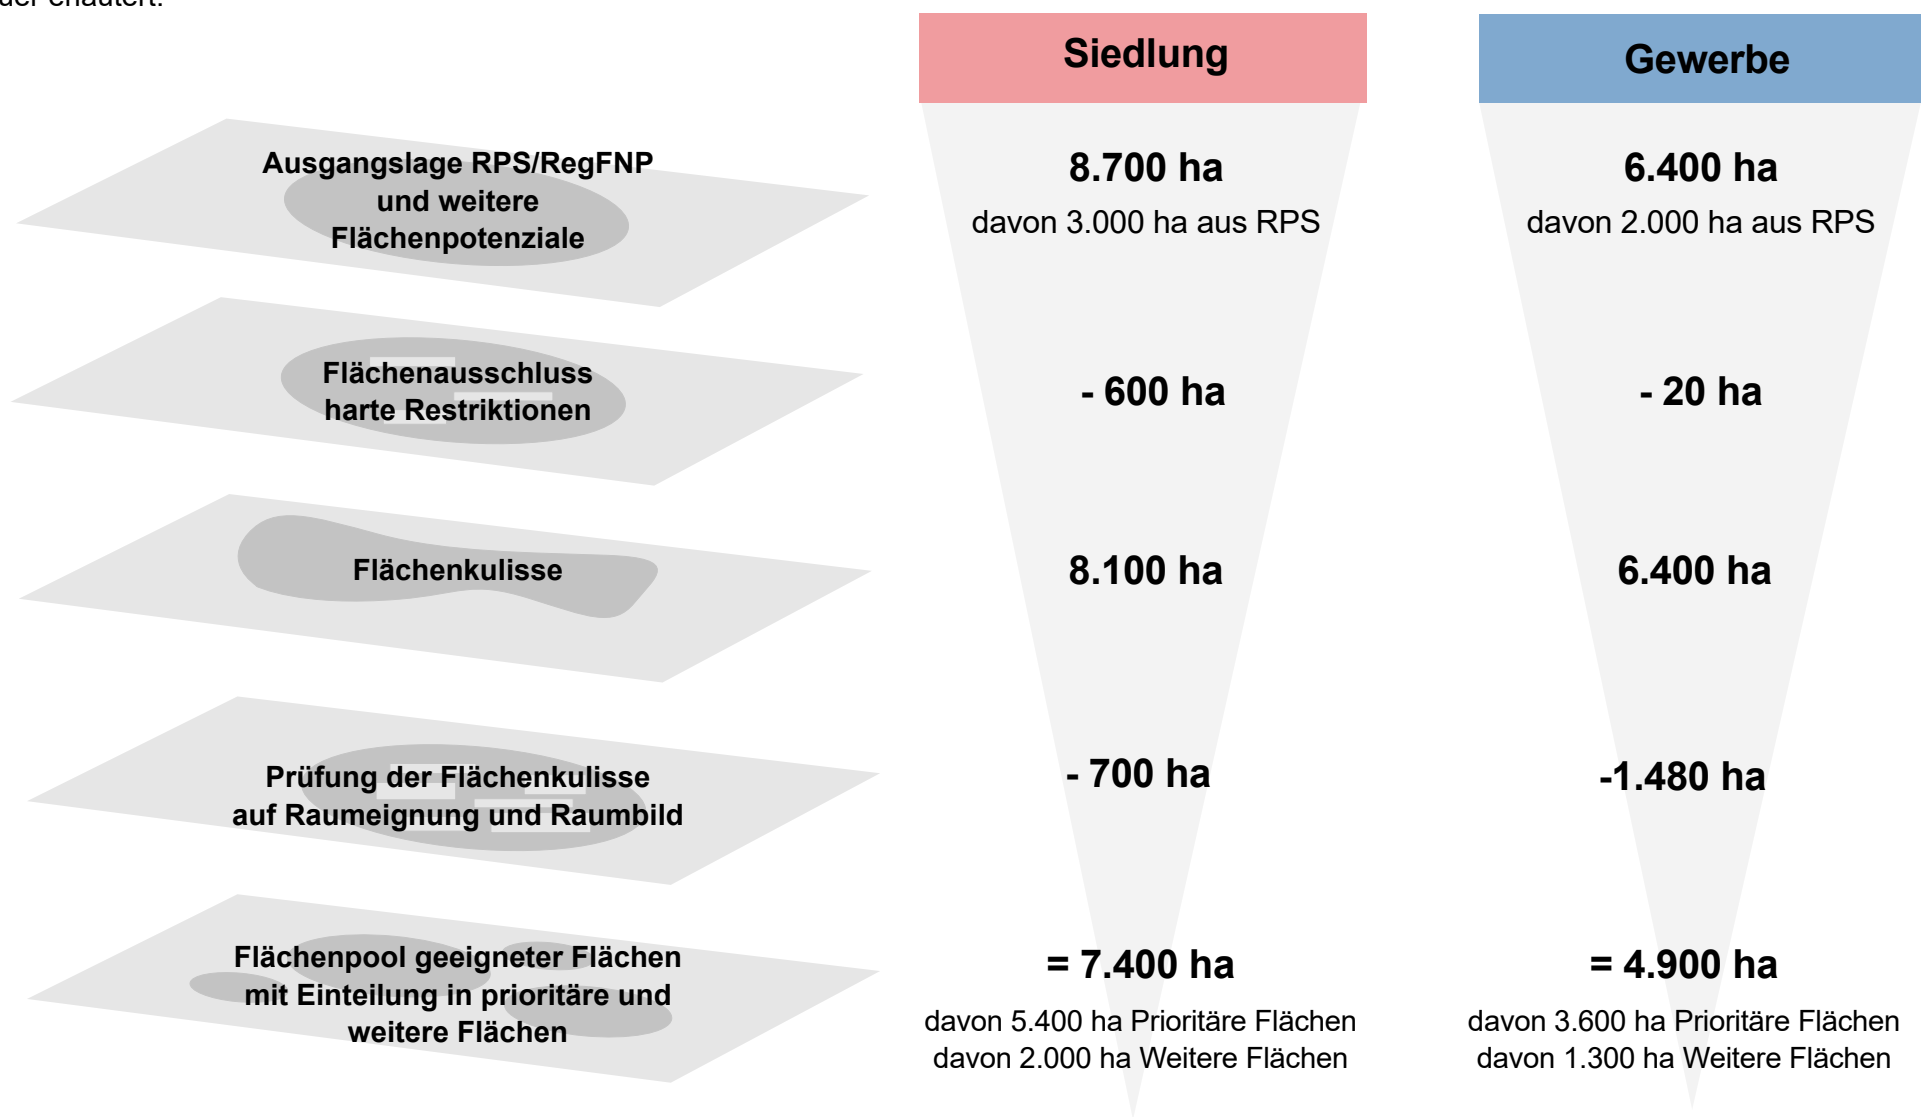 Siedlung
Gewerbe
Ausgangslage RPS/RegFNP
und weitere
Flächenpotenziale
8.700 ha
davon 3.000 ha aus RPS
6.400 ha
davon 2.000 ha aus RPS
Flächenausschluss
harte Restriktionen
- 600 ha
- 20 ha
Flächenkulisse
8.100 ha
6.400 ha
Prüfung der Flächenkulisse
auf Raumeignung und Raumbild
- 700 ha
-1.480 ha
Flächenpool geeigneter Flächen
mit Einteilung in prioritäre und
weitere Flächen
= 7.400 ha
davon 5.400 ha Prioritäre Flächen
davon 2.000 ha Weitere Flächen
= 4.900 ha
davon 3.600 ha Prioritäre Flächen
davon 1.300 ha Weitere Flächen